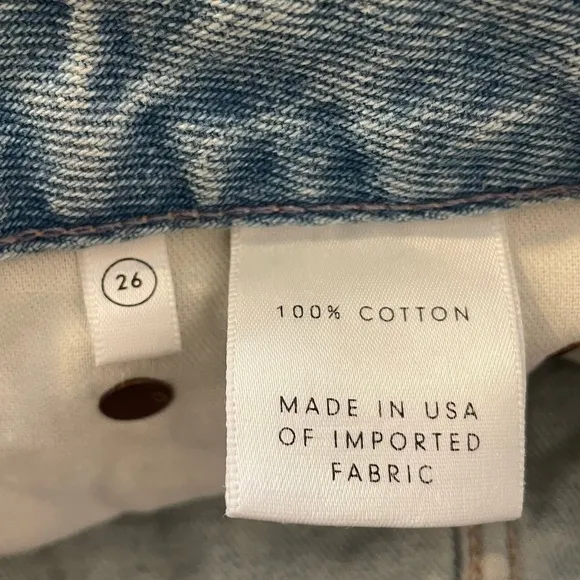 26
100% COTTON
MADE IN USA
OF IMPORTED
FABRIC